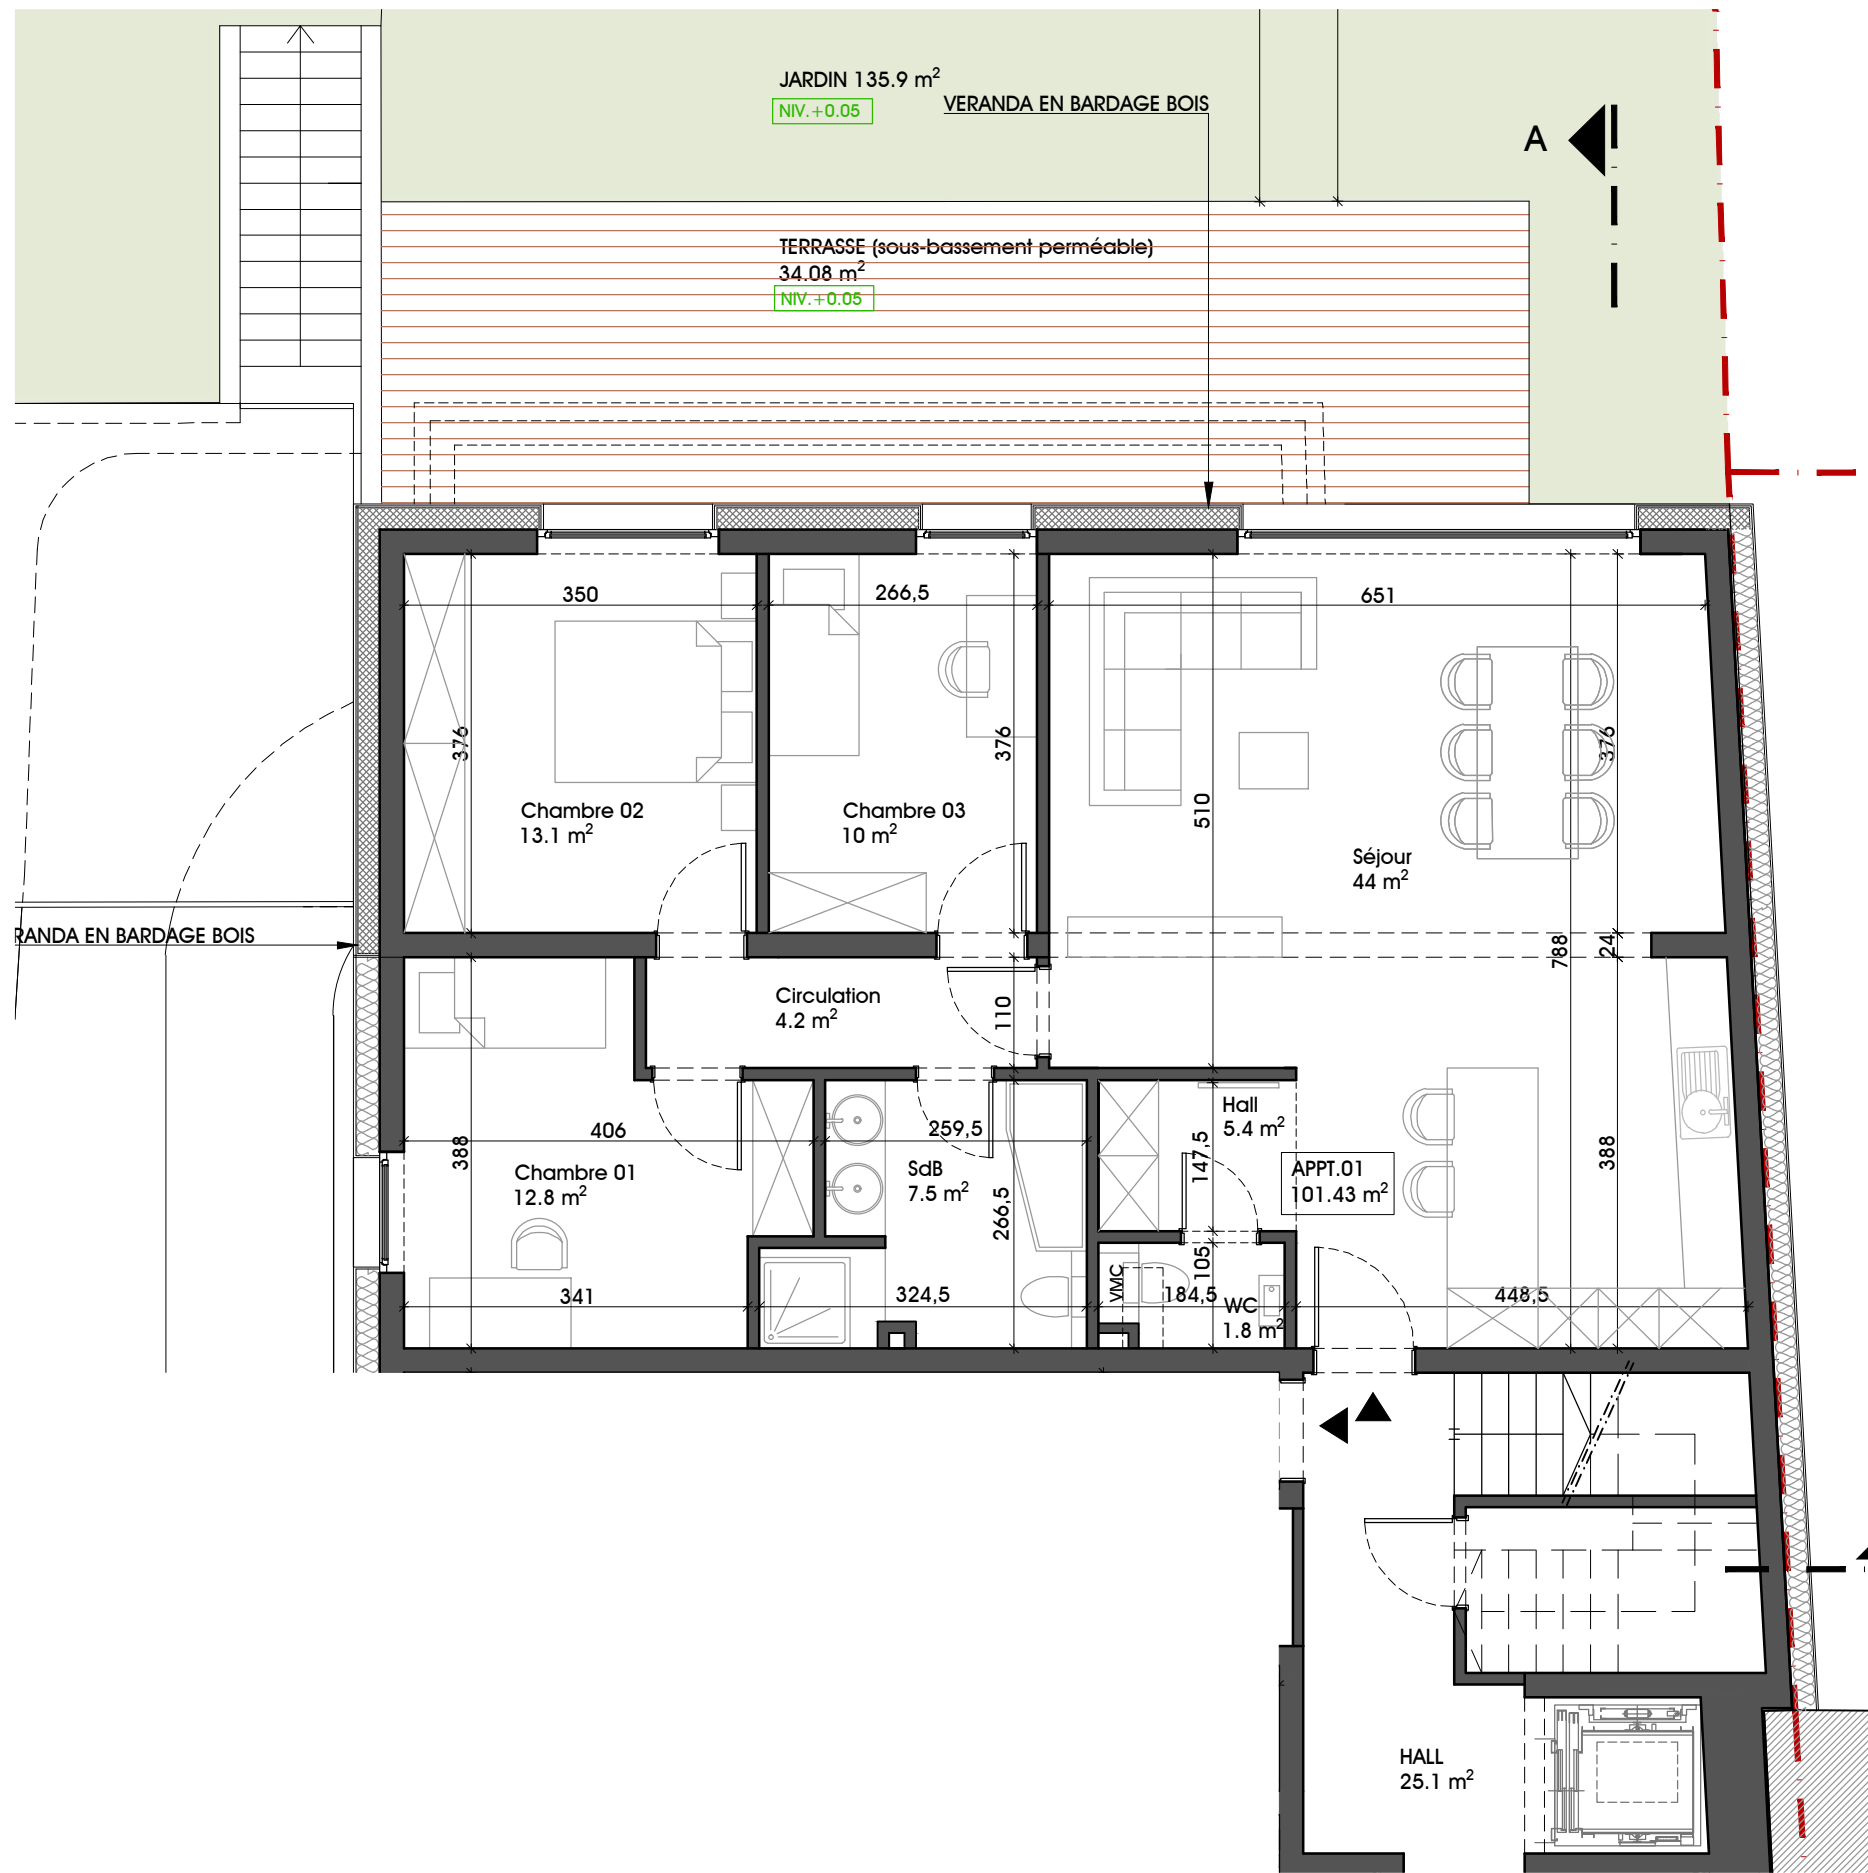 JARDIN 135.9 m²
NIV.+0.05
VERANDA EN BARDAGE BOIS
A
TERRASSE (sous-bassement perméable)
34.08 m²
NIV.+0.05
350
266,5
651
376
376
376
Chambre 02
13.1 m²
Chambre 03
10 m²
510
Séjour
44 m²
RANDA EN BARDAGE BOIS
788
24
Circulation
4.2 m²
110
Hall
5.4 m²
406
259,5
388
147,5
388
Chambre 01
12.8 m²
SdB
7.5 m²
APPT.01
101.43 m²
266,5
105
VMC
341
324,5
184,5
WC
1.8 m²
448,5
HALL
25.1 m²